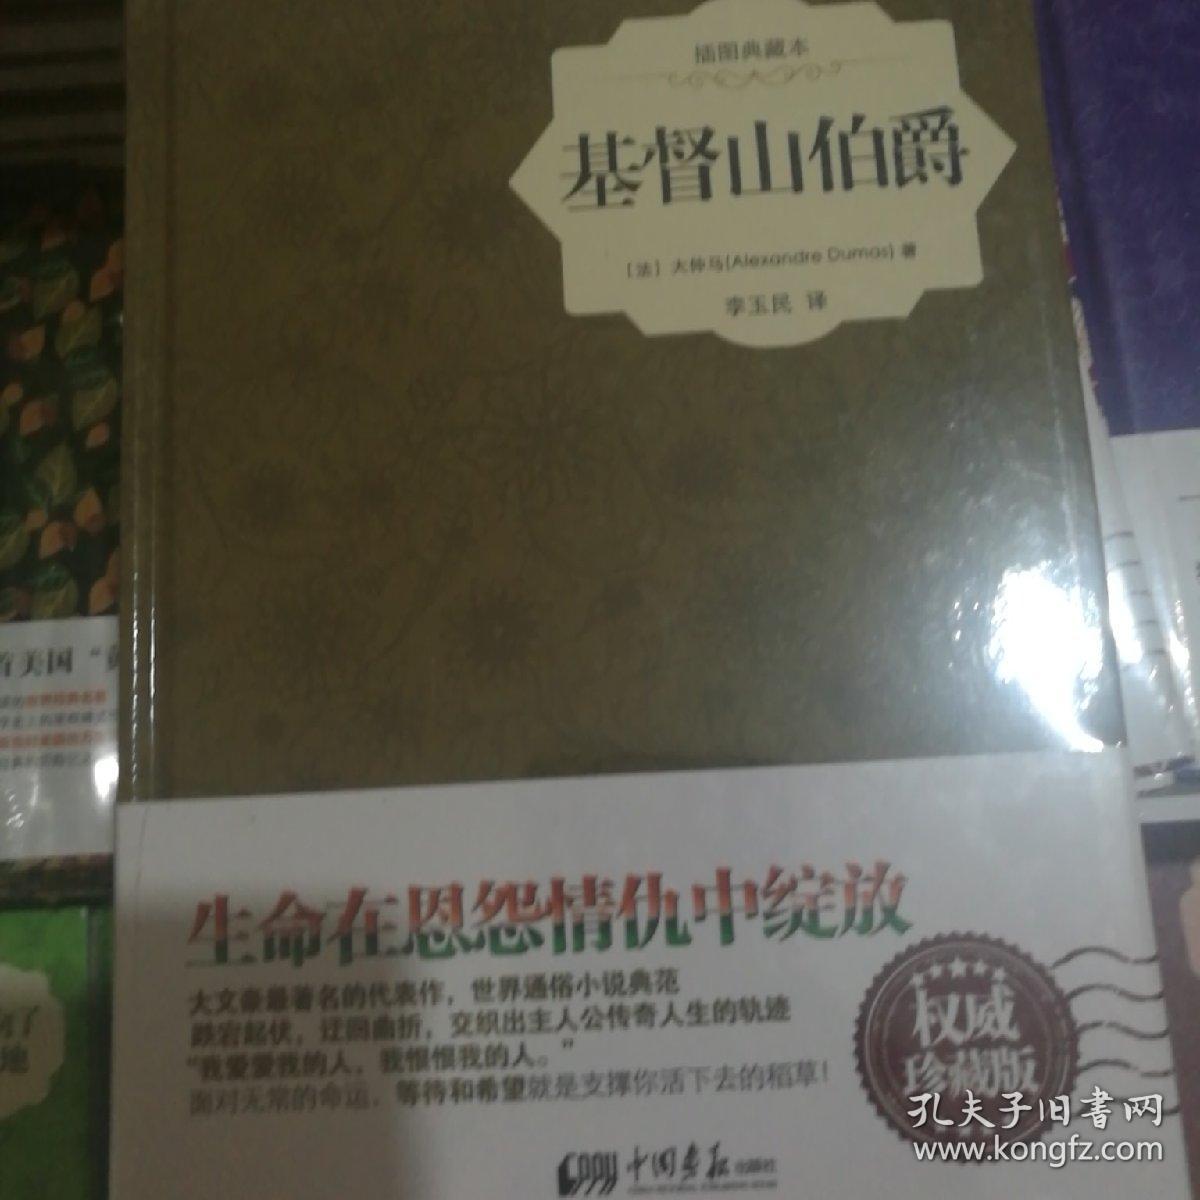 插图典藏本
基督山伯爵
[法] 大仲马(Alexandre Dumas) 著
李玉民 译
首美国“
生命在恩怨情仇中绽放
大文豪最著名的代表作，世界通俗小说典范
跌宕起伏，迂回曲折，交织出主人公传奇人生的轨迹
“我爱爱我的人，我恨恨我的人。”
面对无常的命运，等待和希望就是支撑你活下去的稻草！
权威
珍藏版
中国画报出版社
孔夫子旧书网
www.kongfz.com